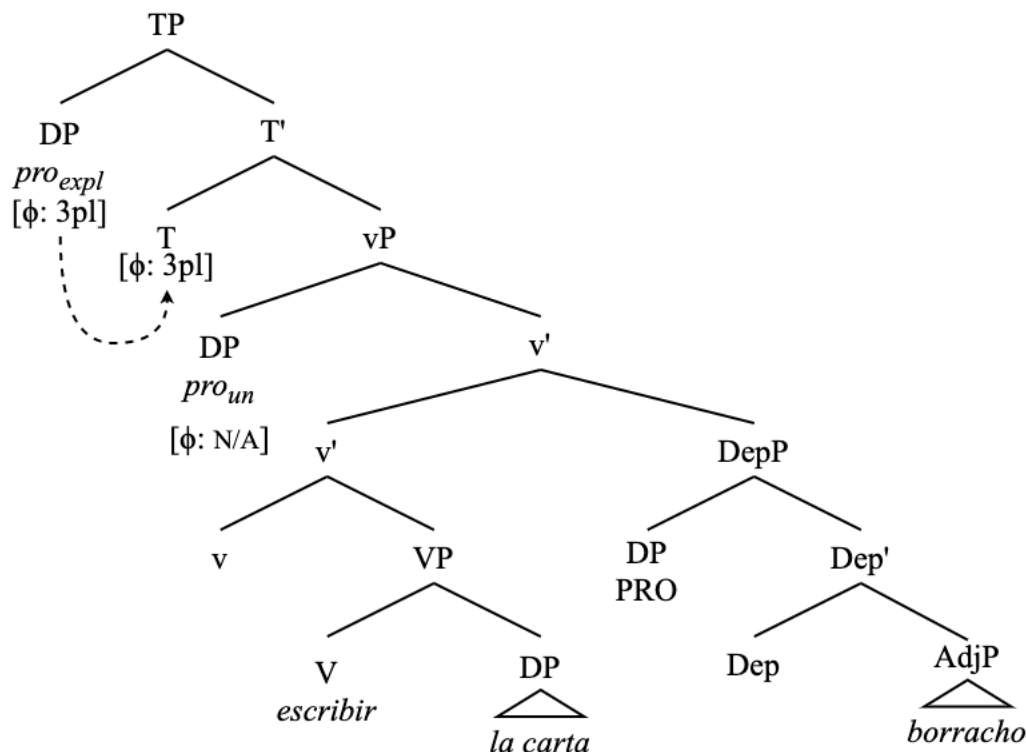 TP
DP T'
pro_expl
[ϕ: 3pl]
T vP
[ϕ: 3pl]
DP v'
pro_un
[ϕ: N/A] v' DepP
v VP DP Dep'
PRO
V DP Dep AdjP
escribir la carta borracho